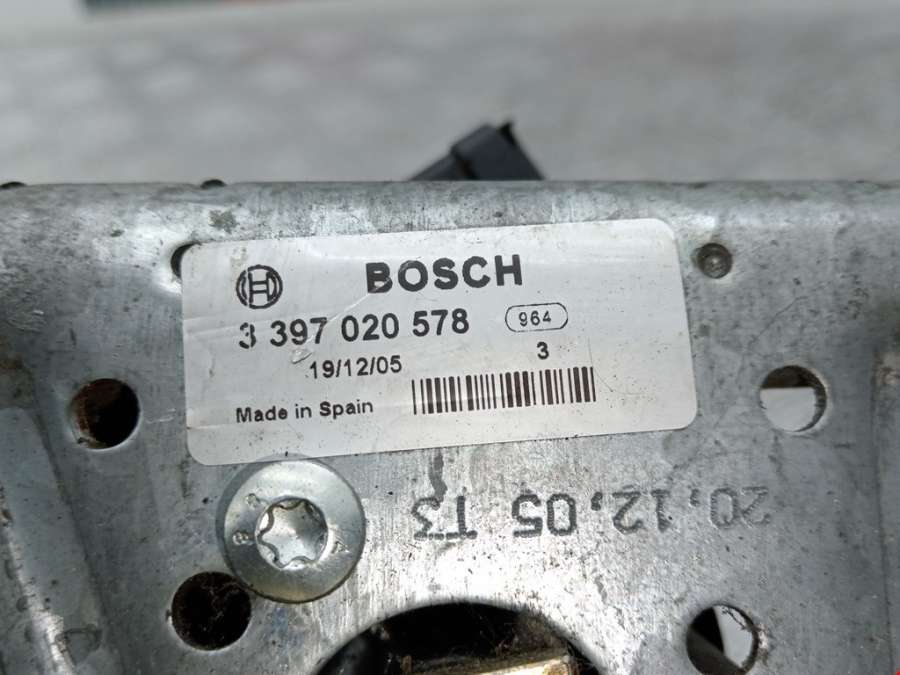 BOSCH
3 397 020 578 964
19/12/05 3
Made in Spain
20.12.05 T3